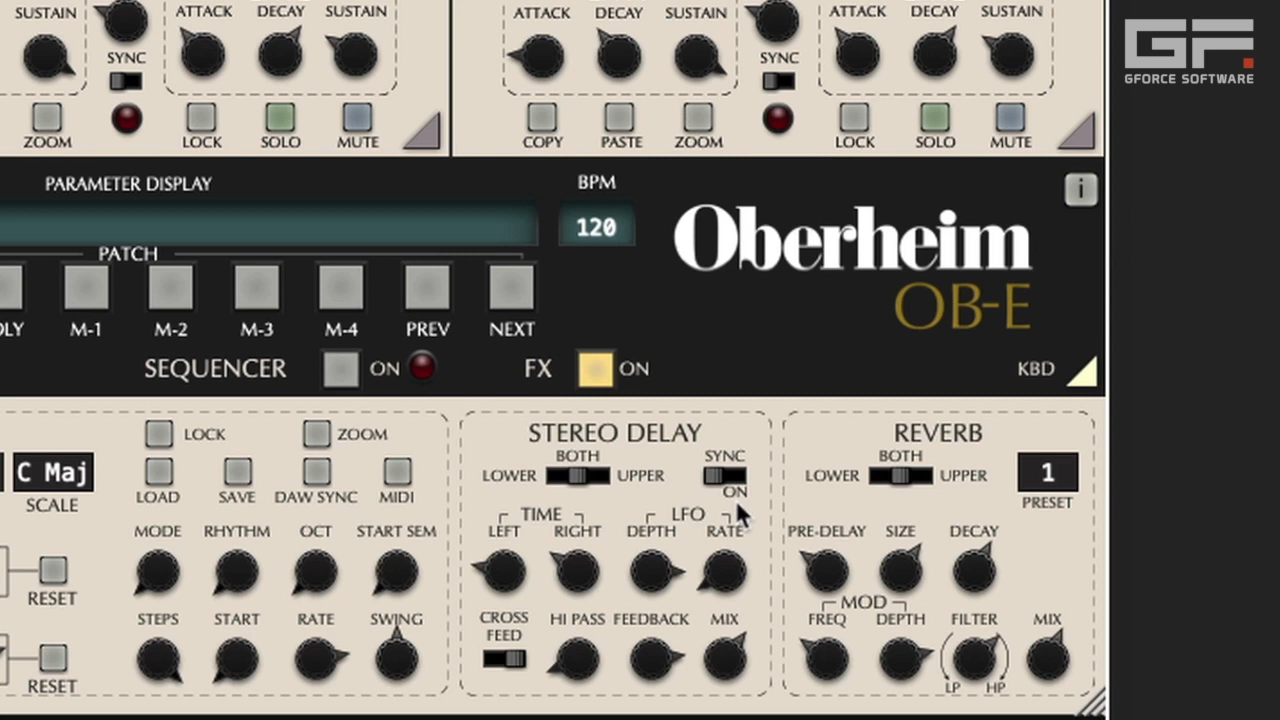 SUSTAIN ATTACK DECAY SUSTAIN ATTACK DECAY SUSTAIN ATTACK DECAY SUSTAIN
GFORCE SOFTWARE
SYNC SYNC
ZOOM LOCK SOLO MUTE COPY PASTE ZOOM LOCK SOLO MUTE
PARAMETER DISPLAY BPM
i
120
Oberheim
OB-E
PATCH
M-1 M-2 M-3 M-4 PREV NEXT
SEQUENCER ON FX ON KBD
LOCK ZOOM
STEREO DELAY
REVERB
C Maj
SCALE
LOAD SAVE DAW SYNC MIDI
BOTH SYNC
LOWER UPPER
ON
BOTH
LOWER UPPER
1
PRESET
TIME LFO
MODE RHYTHM OCT START SEM LEFT RIGHT DEPTH RATE PRE-DELAY SIZE DECAY
RESET
MOD
STEPS START RATE SWING CROSS FEED HI PASS FEEDBACK MIX FREQ DEPTH FILTER MIX
RESET
LP HP